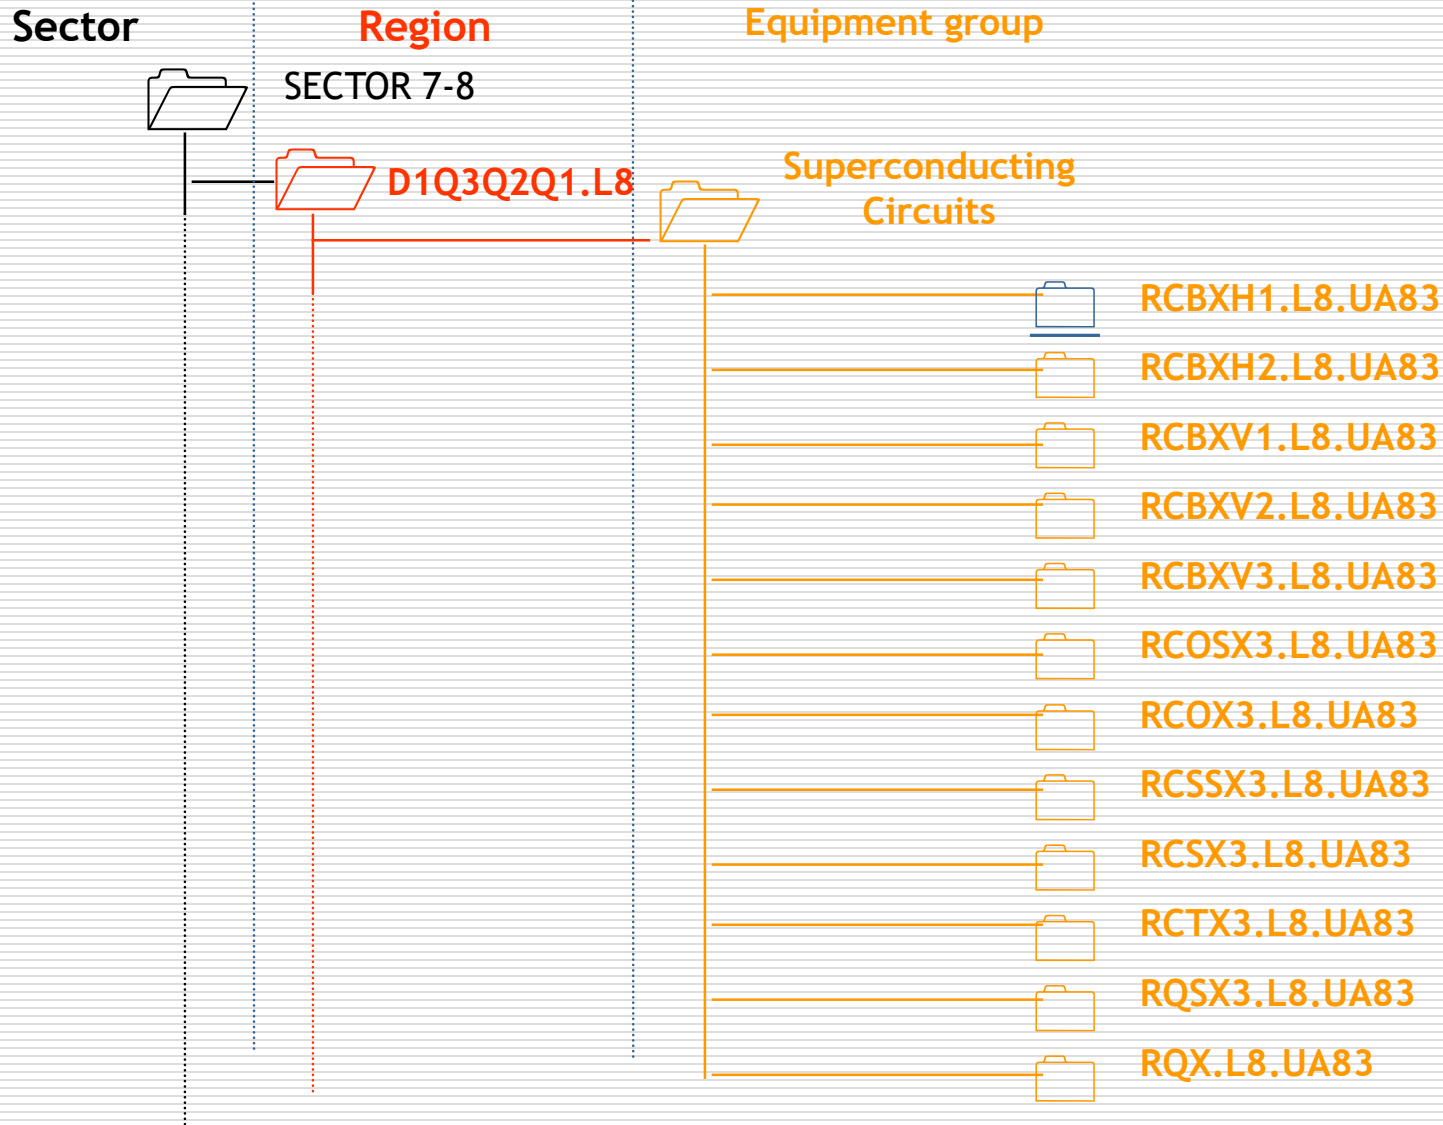 Sector
Region
Equipment group
SECTOR 7-8
D1Q3Q2Q1.L8
Superconducting
Circuits
RCBXH1.L8.UA83
RCBXH2.L8.UA83
RCBXV1.L8.UA83
RCBXV2.L8.UA83
RCBXV3.L8.UA83
RCOSX3.L8.UA83
RCOX3.L8.UA83
RCSSX3.L8.UA83
RCSX3.L8.UA83
RCTX3.L8.UA83
RQSX3.L8.UA83
RQX.L8.UA83